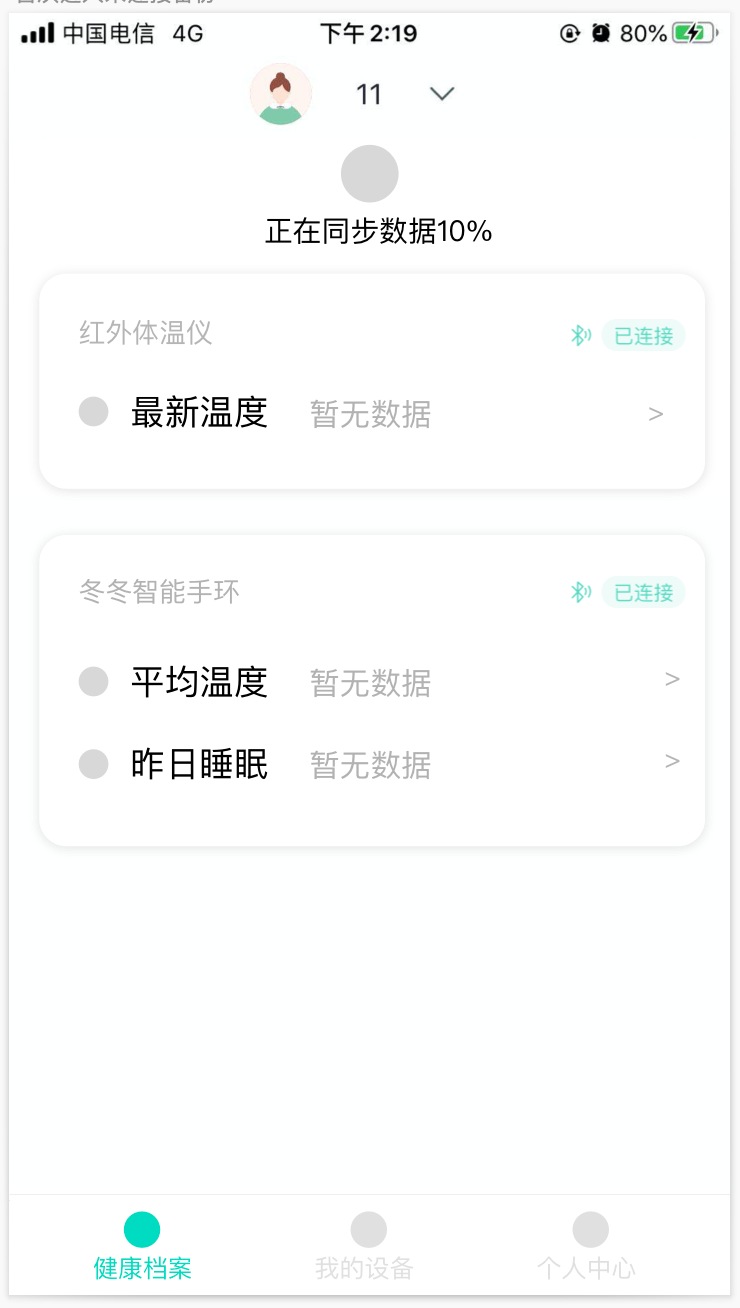 中国电信 4G 下午 2:19 80%
11
正在同步数据10%
红外体温仪 已连接
最新温度 暂无数据 >
冬冬智能手环 已连接
平均温度 暂无数据 >
昨日睡眠 暂无数据 >
健康档案 我的设备 个人中心